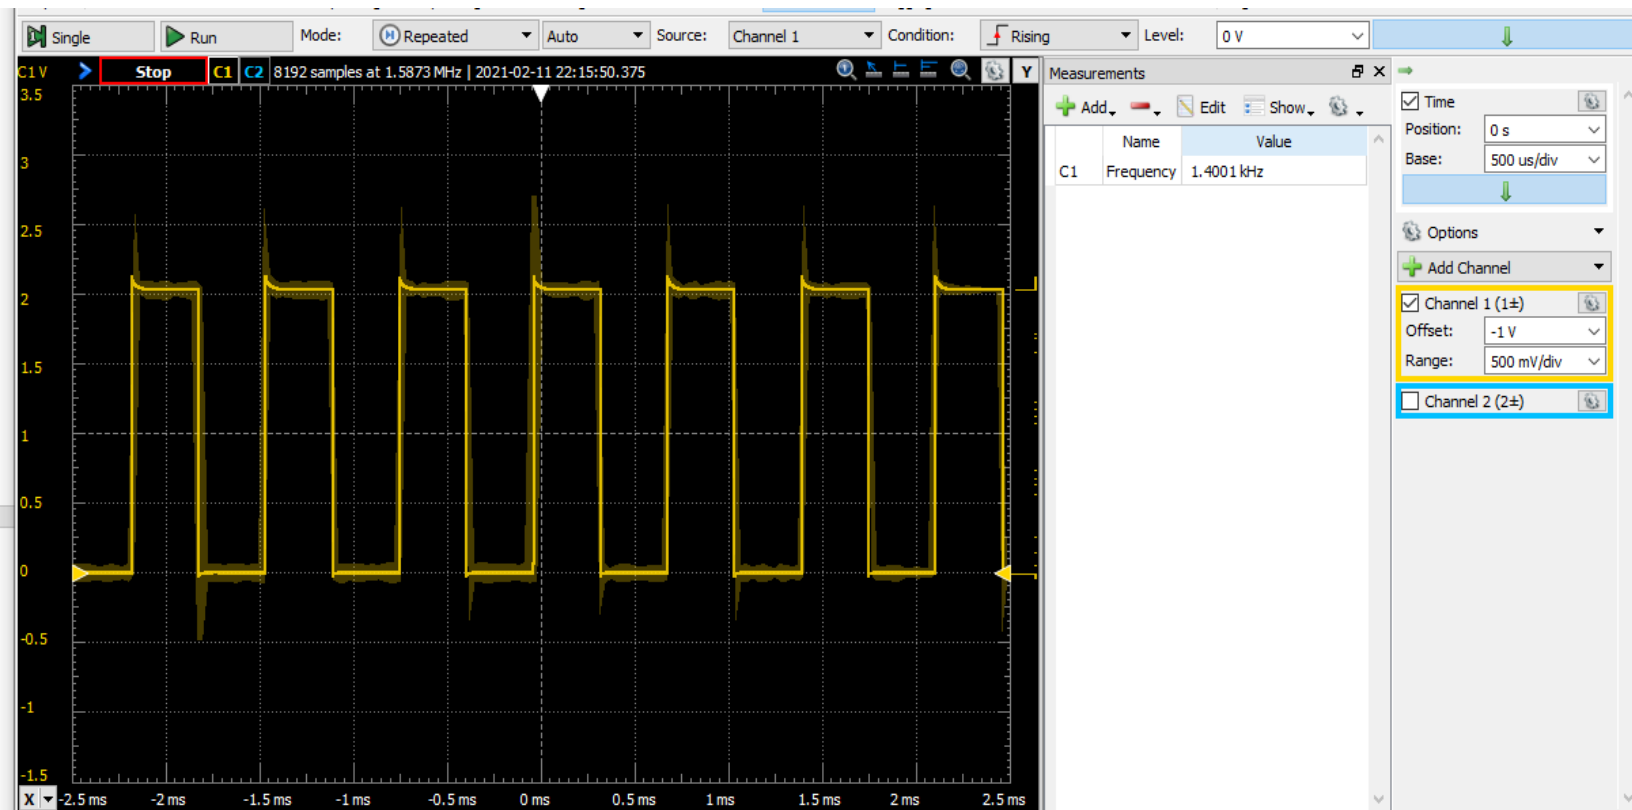 Single
Run
Mode:
Repeated
Auto
Source:
Channel 1
Condition:
Rising
Level:
0 V
C1 V
Stop
C1
C2
8192 samples at 1.5873 MHz | 2021-02-11 22:15:50.375
Y
3.5
3
2.5
2
1.5
1
0.5
0
-0.5
-1
-1.5
X
-2.5 ms
-2 ms
-1.5 ms
-1 ms
-0.5 ms
0 ms
0.5 ms
1 ms
1.5 ms
2 ms
2.5 ms
Measurements
Add
Edit
Show
Name
Value
C1
Frequency
1.4001 kHz
Time
Position:
0 s
Base:
500 us/div
Options
Add Channel
Channel 1 (1±)
Offset:
-1 V
Range:
500 mV/div
Channel 2 (2±)